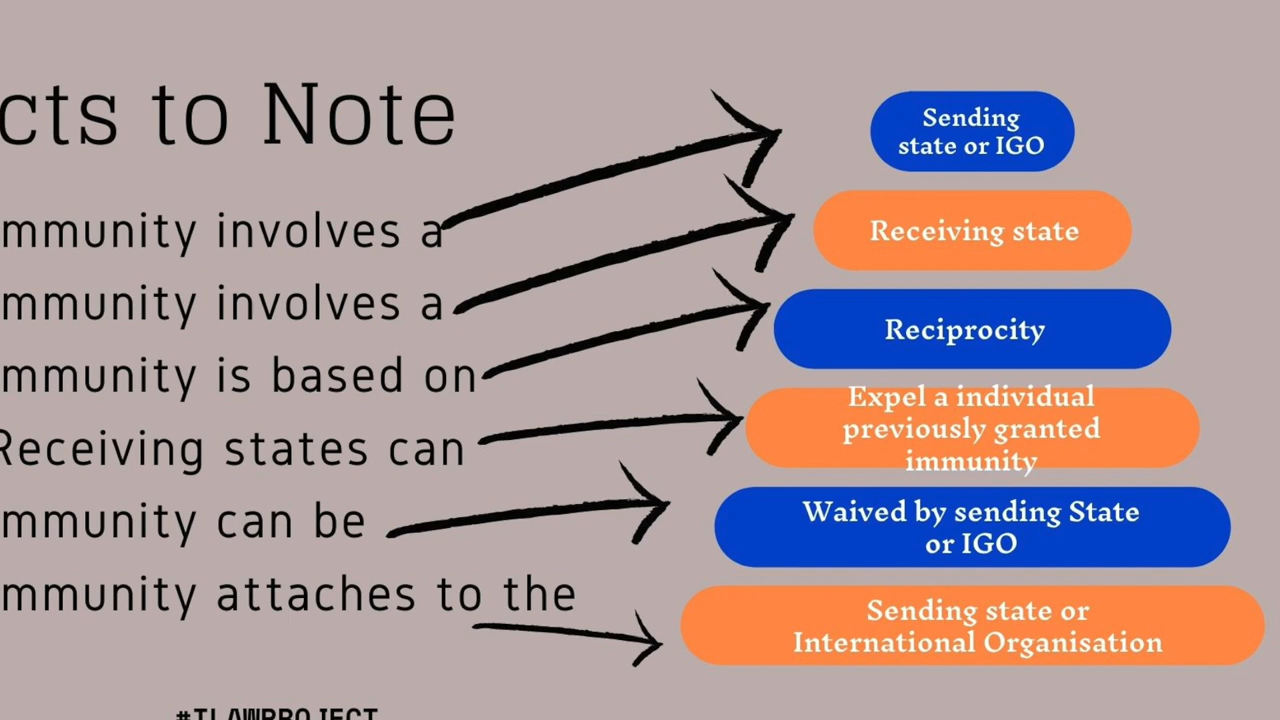 cts to Note
mmunity involves a
Sending
state or IGO
mmunity involves a
Receiving state
mmunity is based on
Reciprocity
Receiving states can
Expel a individual
previously granted
immunity
mmunity can be
Waived by sending State
or IGO
mmunity attaches to the
Sending state or
International Organisation
#TLAWPROJECT